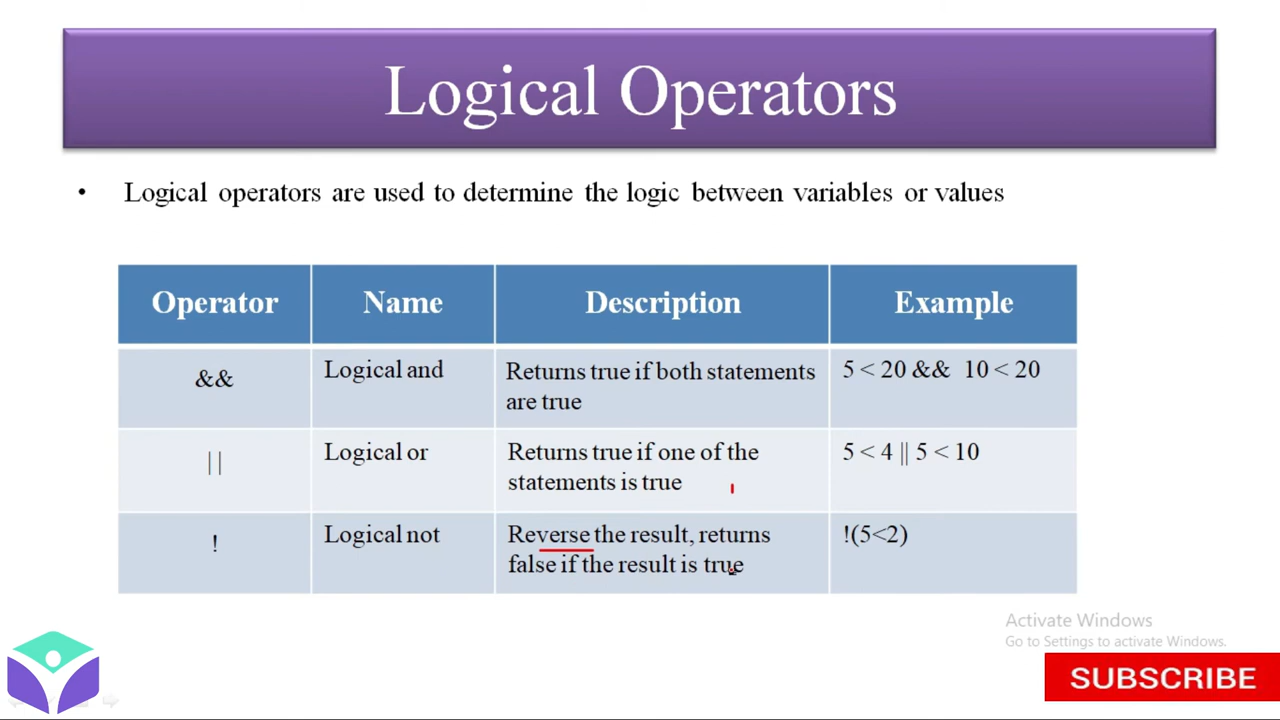 Logical Operators
• Logical operators are used to determine the logic between variables or values
Operator Name Description Example
&& Logical and Returns true if both statements are true 5 < 20 && 10 < 20
|| Logical or Returns true if one of the statements is true 5 < 4 || 5 < 10
! Logical not Reverse the result, returns false if the result is true !(5<2)
Activate Windows
Go to Settings to activate Windows.
SUBSCRIBE